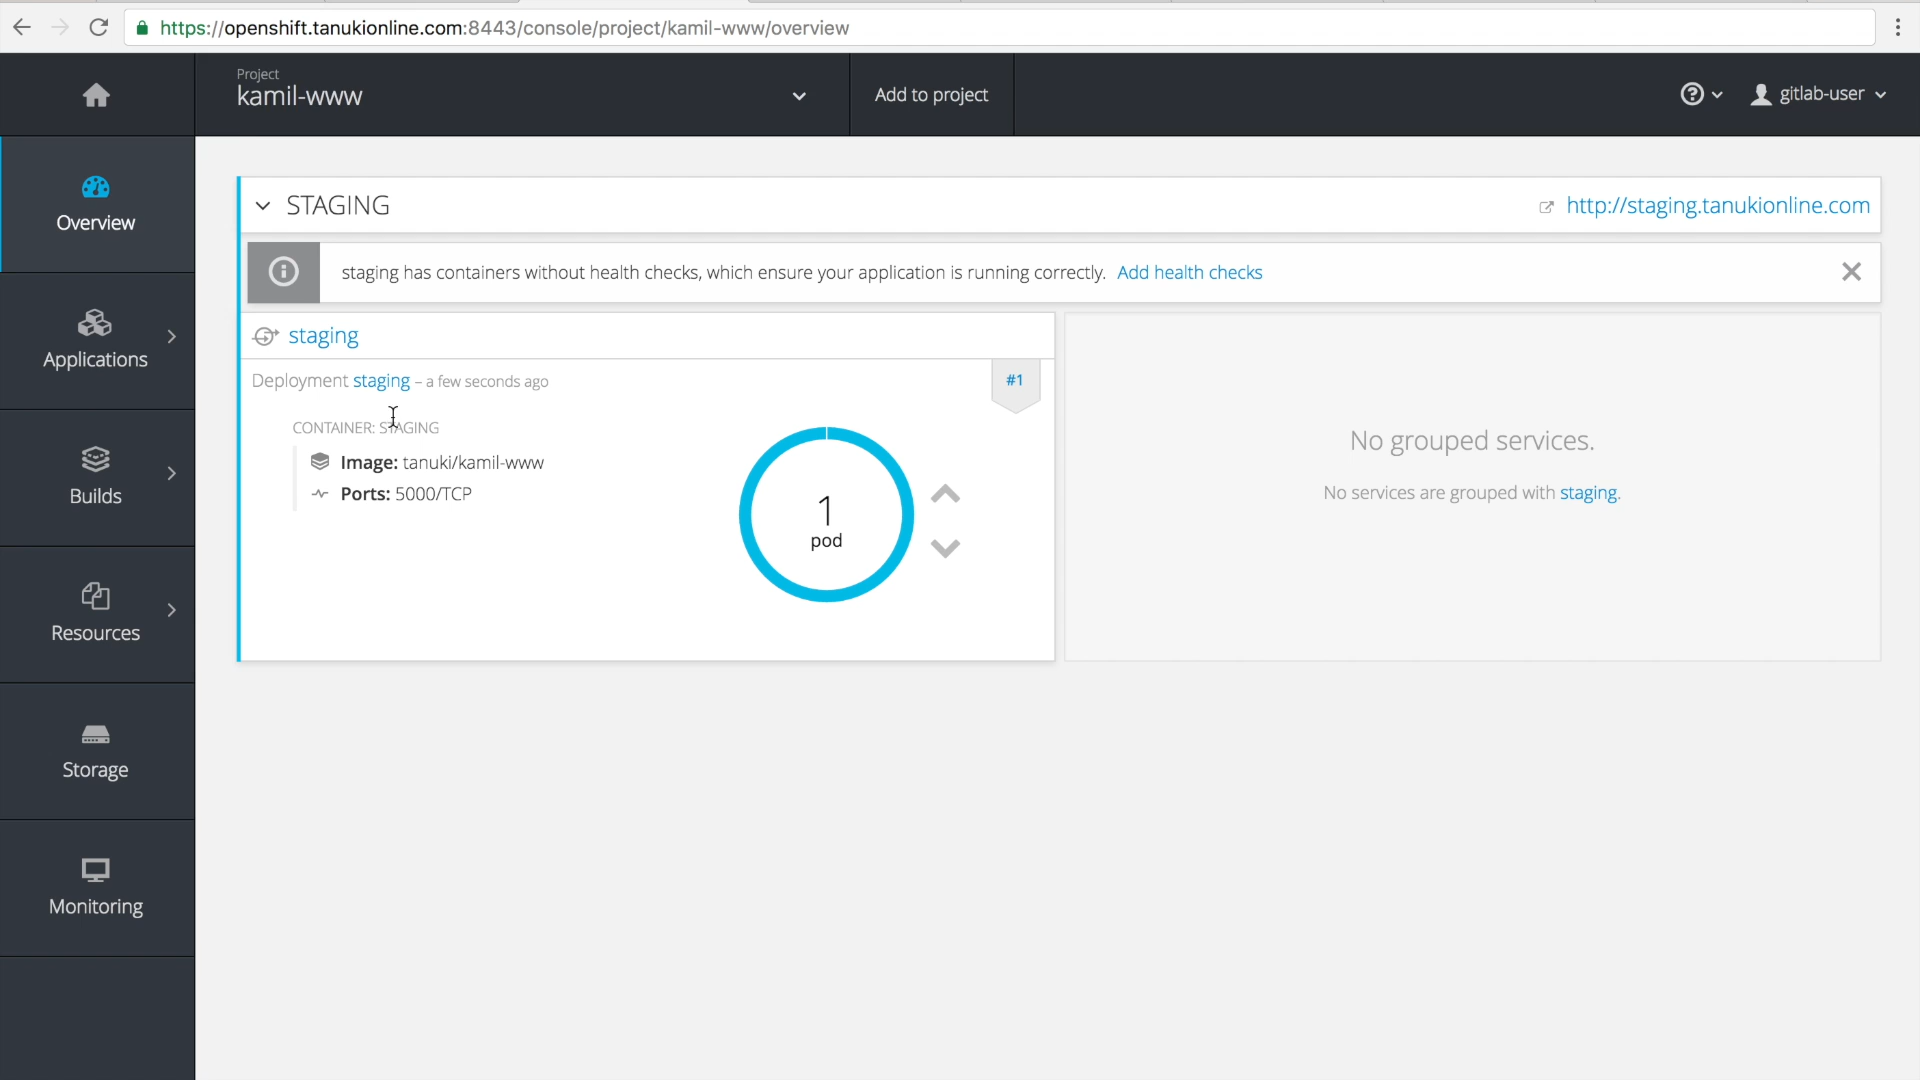 https://openshift.tanukionline.com:8443/console/project/kamil-www/overview
Project
kamil-www
Add to project
gitlab-user
Overview
Applications
Builds
Resources
Storage
Monitoring
STAGING
http://staging.tanukionline.com
staging has containers without health checks, which ensure your application is running correctly. Add health checks
staging
Deployment staging – a few seconds ago
#1
CONTAINER: STAGING
Image: tanuki/kamil-www
Ports: 5000/TCP
1
pod
No grouped services.
No services are grouped with staging.